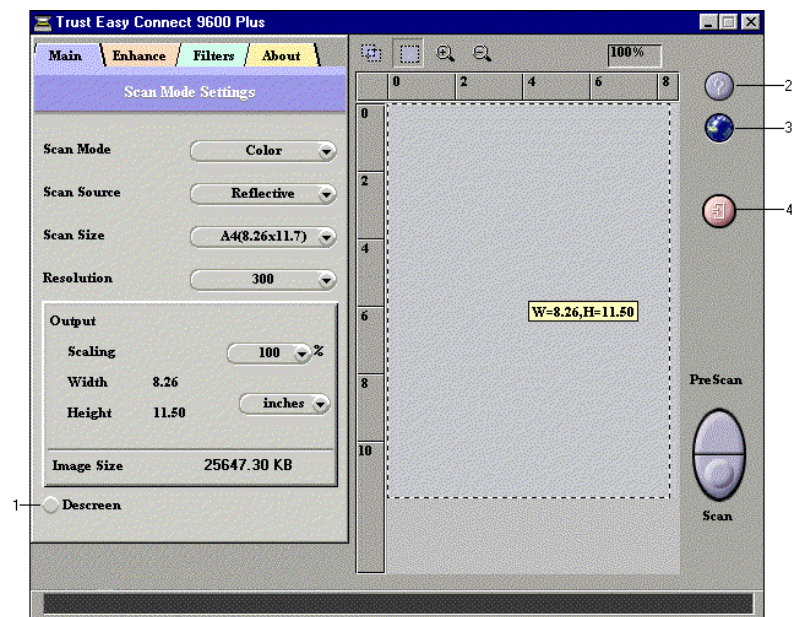 Trust Easy Connect 9600 Plus
Main Enhance Filters About
100%
Scan Mode Settings
0 2 4 6 8
2
3
4
Scan Mode Color
Scan Source Reflective
Scan Size A4(8.26x11.7)
Resolution 300
Output
Scaling 100 %
Width 8.26
Height 11.50 inches
Image Size 25647.30 KB
1 Descreen
0
2
4
6
8
10
W=8.26,H=11.50
PreScan
Scan